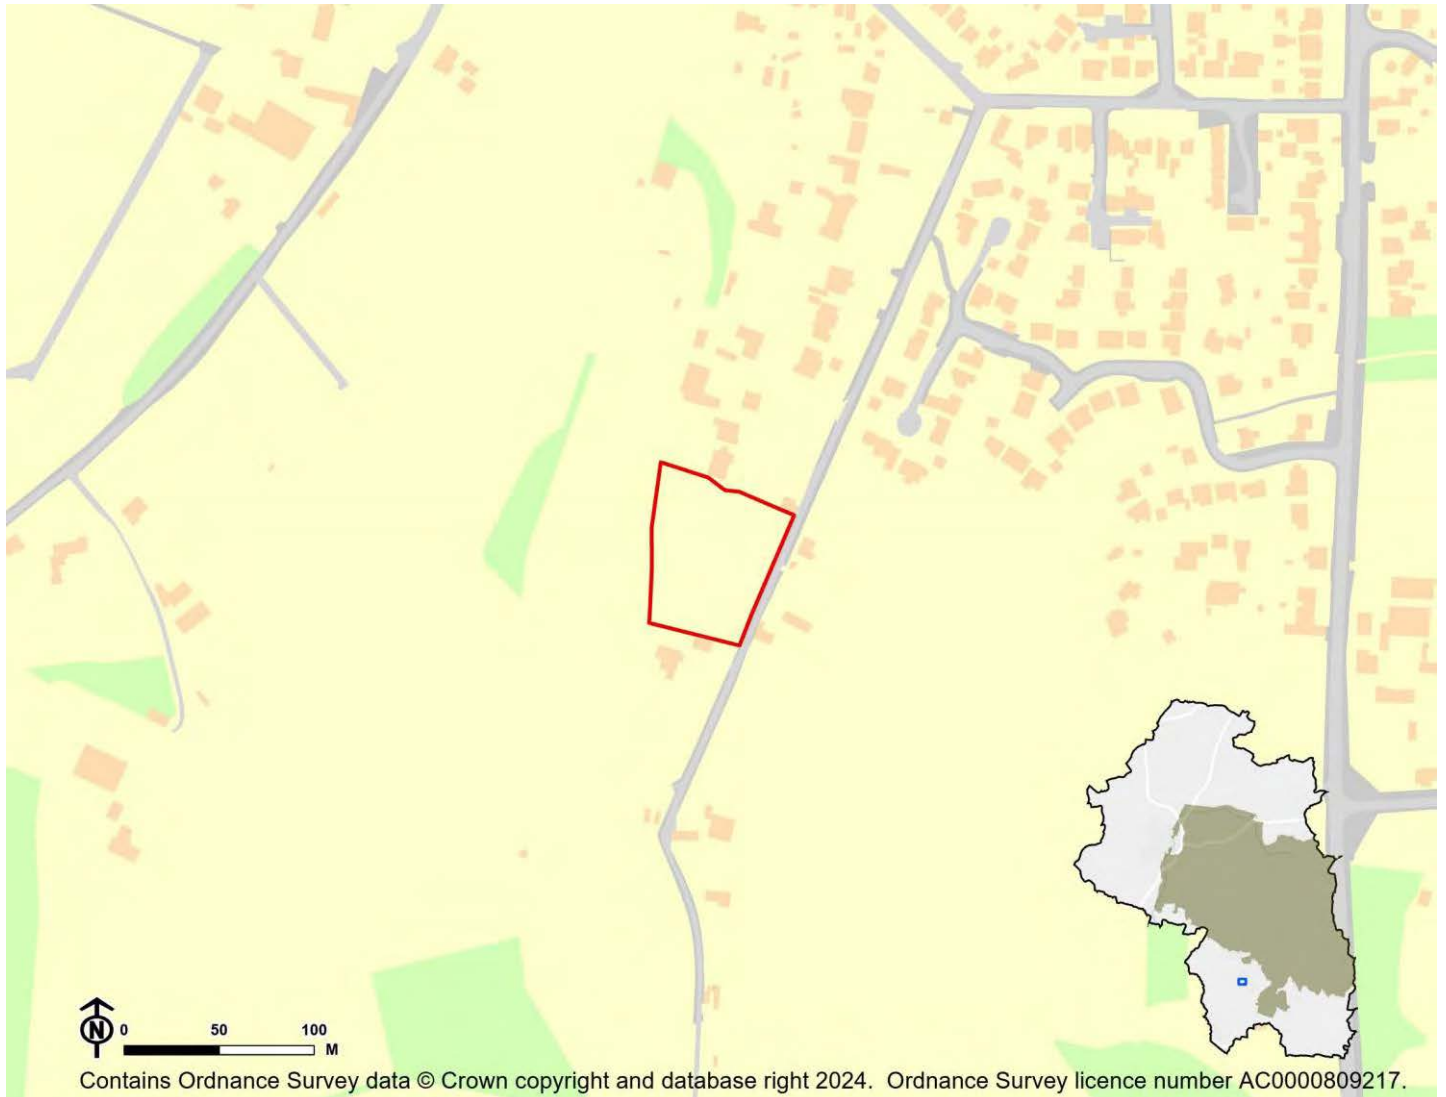 N
0 50 100
M
Contains Ordnance Survey data © Crown copyright and database right 2024. Ordnance Survey licence number AC0000809217.